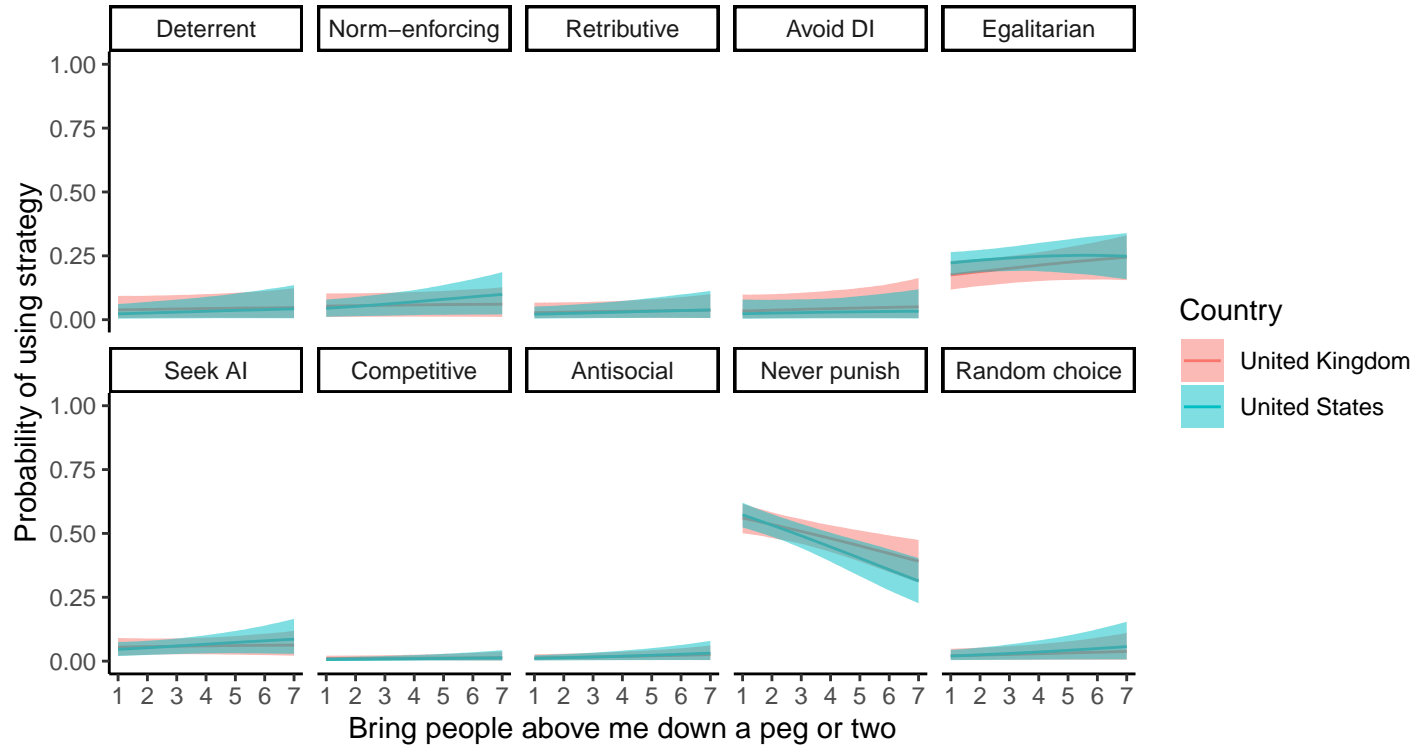 Deterrent Norm−enforcing Retributive Avoid DI Egalitarian
1.00
0.75
0.50
0.25
0.00
Seek AI Competitive Antisocial Never punish Random choice
1.00
0.75
0.50
0.25
0.00
1 2 3 4 5 6 7 1 2 3 4 5 6 7 1 2 3 4 5 6 7 1 2 3 4 5 6 7 1 2 3 4 5 6 7
Bring people above me down a peg or two
Probability of using strategy
Country
United Kingdom
United States